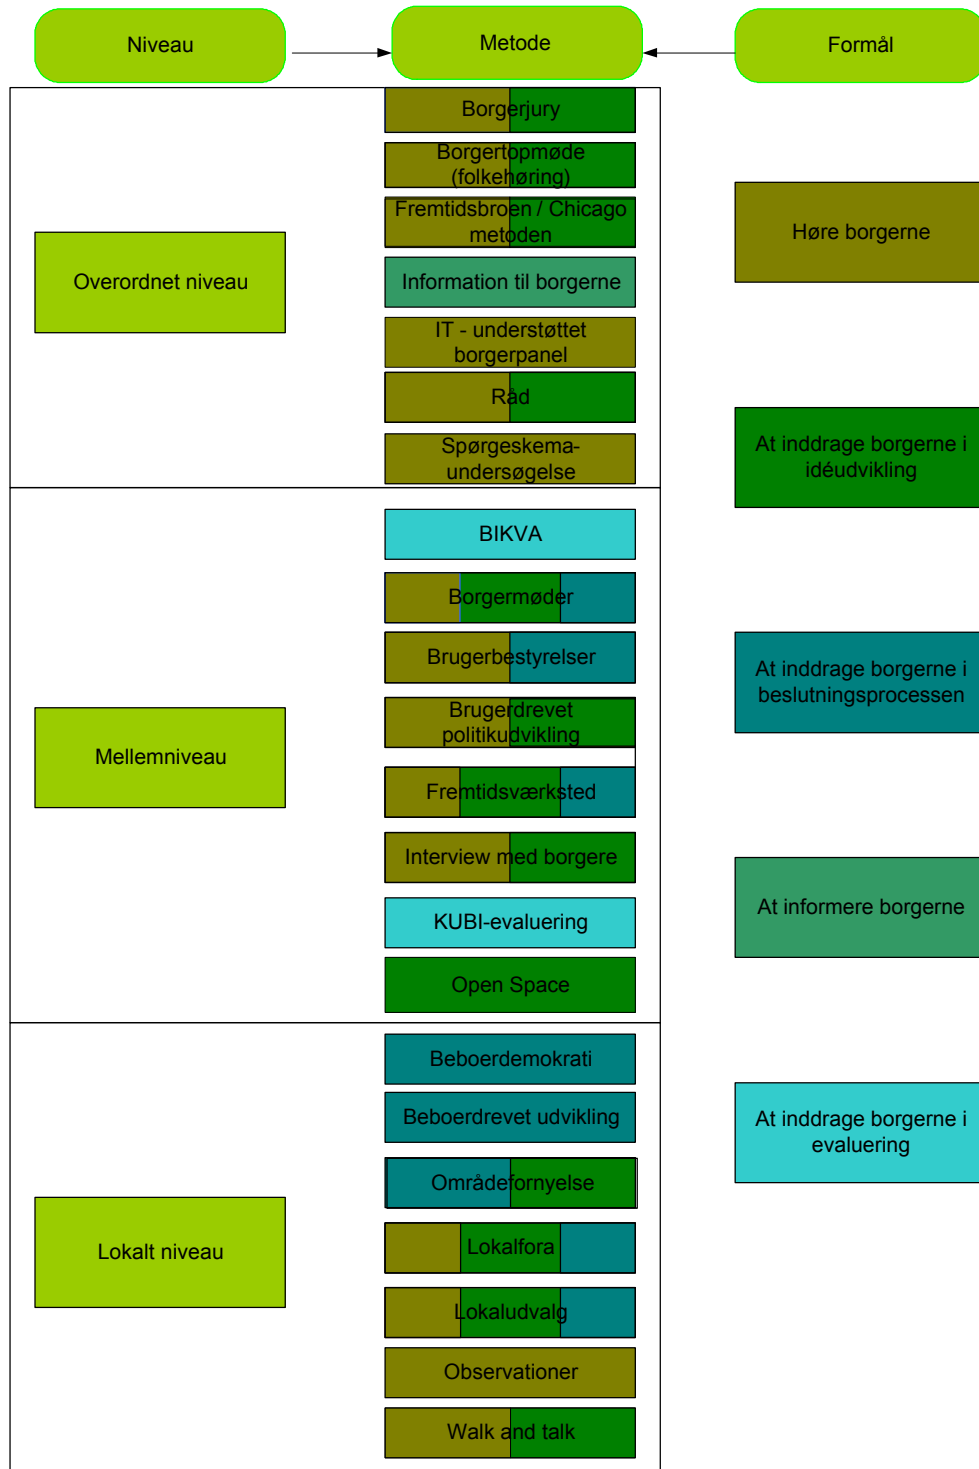 Niveau
Metode
Formål
Overordnet niveau
Borgerjury
Borgertopmøde
(folkehøring)
Fremtidsbroen / Chicago
metoden
Information til borgerne
IT - understøttet
borgerpanel
Råd
Spørgeskema-
undersøgelse
Mellemniveau
BIKVA
Borgermøder
Brugerbestyrelser
Brugerdrevet
politikudvikling
Fremtidsværksted
Interview med borgere
KUBI-evaluering
Open Space
Lokalt niveau
Beboerdemokrati
Beboerdrevet udvikling
Områdefornyelse
Lokalfora
Lokaludvalg
Observationer
Walk and talk
Høre borgerne
At inddrage borgerne i
idéudvikling
At inddrage borgerne i
beslutningsprocessen
At informere borgerne
At inddrage borgerne i
evaluering